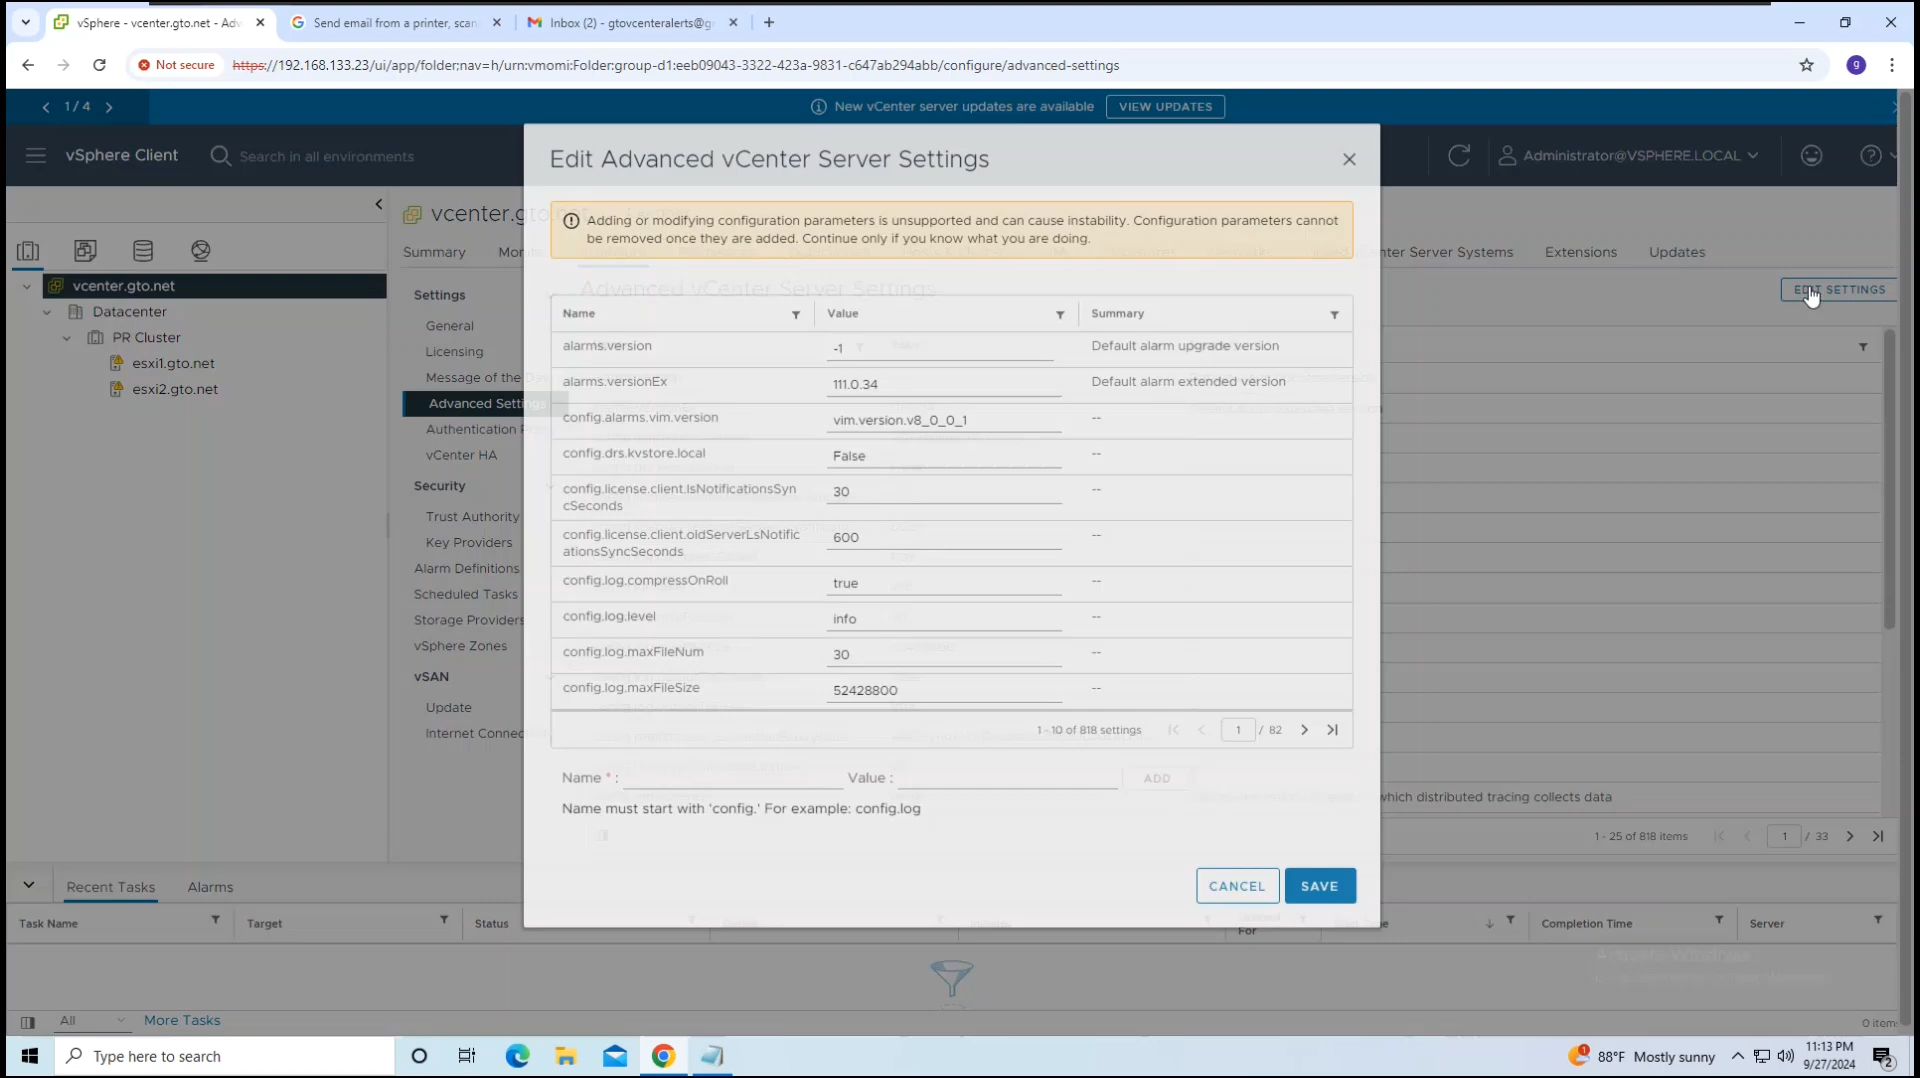 vSphere - vcenter.gto.net - Adv
Send email from a printer, scan
Inbox (2) - gtovcenteralerts@g
Not secure
https://192.168.133.23/ui/app/folder;nav=h/urn:vmomi:Folder:group-d1:eeb09043-3322-423a-9831-c647ab294abb/configure/advanced-settings
g
1 / 4
New vCenter server updates are available
VIEW UPDATES
vSphere Client
Search in all environments
Administrator@VSPHERE.LOCAL
vcenter.gto.net
Datacenter
PR Cluster
esxi1.gto.net
esxi2.gto.net
vcenter.g
Summary
Mon
nter Server Systems
Extensions
Updates
EDIT SETTINGS
Settings
General
Licensing
Message of the Da
Advanced Settings
Authentication P
vCenter HA
Security
Trust Authority
Key Providers
Alarm Definitions
Scheduled Tasks
Storage Providers
vSphere Zones
vSAN
Update
Internet Connec
Edit Advanced vCenter Server Settings
Adding or modifying configuration parameters is unsupported and can cause instability. Configuration parameters cannot
be removed once they are added. Continue only if you know what you are doing.
Advanced vCenter Server Settings
Name Value Summary
alarms.version -1 Default alarm upgrade version
alarms.versionEx 111.0.34 Default alarm extended version
config.alarms.vim.version vim.version.v8_0_0_1 --
config.drs.kvstore.local False --
config.license.client.lsNotificationsSyn
cSeconds 30 --
config.license.client.oldServerLsNotific
ationsSyncSeconds 600 --
config.log.compressOnRoll true --
config.log.level info --
config.log.maxFileNum 30 --
config.log.maxFileSize 52428800 --
1 - 10 of 818 settings 1 / 82
Name * : Value : ADD
Name must start with 'config.' For example: config.log
CANCEL SAVE
which distributed tracing collects data
1 - 25 of 818 items 1 / 33
Recent Tasks Alarms
Task Name Target Status For Completion Time Server
Activate Windows
All More Tasks
0 items
Type here to search
1
88°F Mostly sunny
11:13 PM
9/27/2024
2